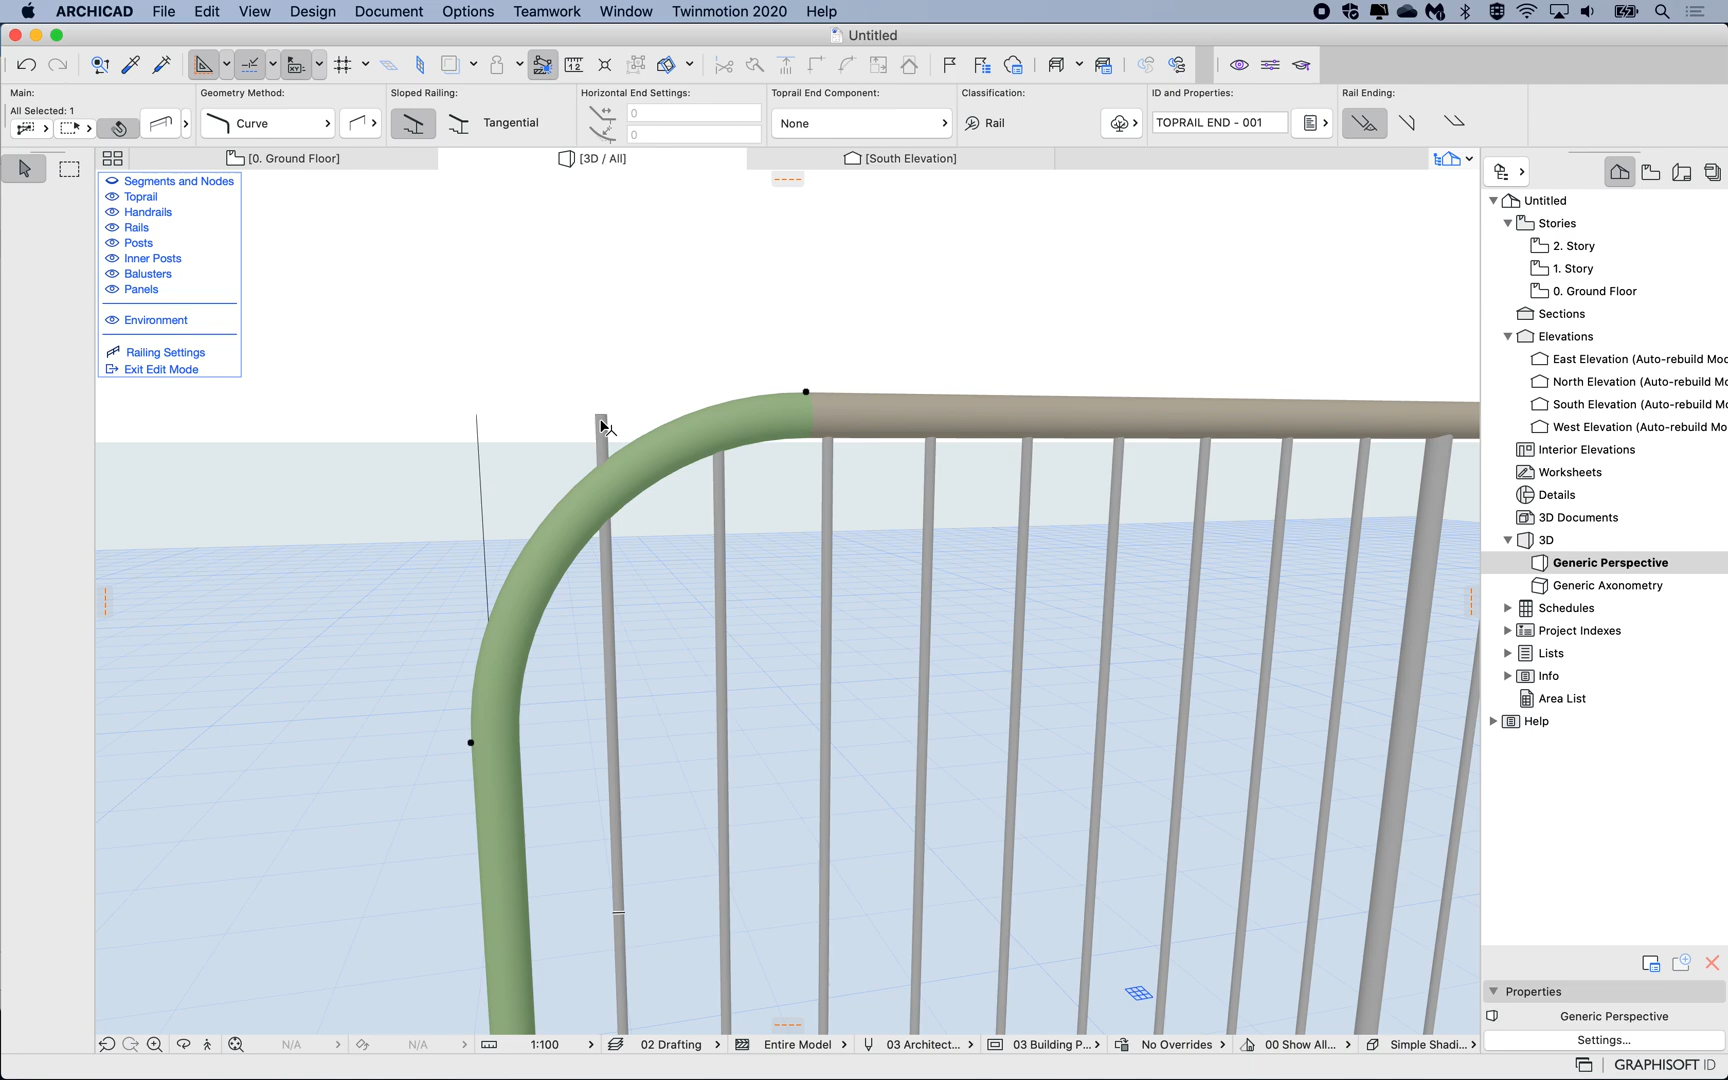 ARCHICAD File Edit View Design Document Options Teamwork Window Twinmotion 2020 Help
Untitled
Main:
All Selected: 1
Geometry Method:
Curve
Sloped Railing:
Tangential
Horizontal End Settings:
0
0
Toprail End Component:
None
Classification:
Rail
ID and Properties:
TOPRAIL END - 001
Rail Ending:
[0. Ground Floor]
[3D / All]
[South Elevation]
Segments and Nodes
Toprail
Handrails
Rails
Posts
Inner Posts
Balusters
Panels
Environment
Railing Settings
Exit Edit Mode
Untitled
Stories
2. Story
1. Story
0. Ground Floor
Sections
Elevations
East Elevation (Auto-rebuild Mod
North Elevation (Auto-rebuild Mo
South Elevation (Auto-rebuild Mo
West Elevation (Auto-rebuild Mo
Interior Elevations
Worksheets
Details
3D Documents
3D
Generic Perspective
Generic Axonometry
Schedules
Project Indexes
Lists
Info
Area List
Help
Properties
Generic Perspective
Settings...
N/A
N/A
1:100
02 Drafting
Entire Model
03 Architect...
03 Building P...
No Overrides
00 Show All...
Simple Shadi...
GRAPHISOFT ID